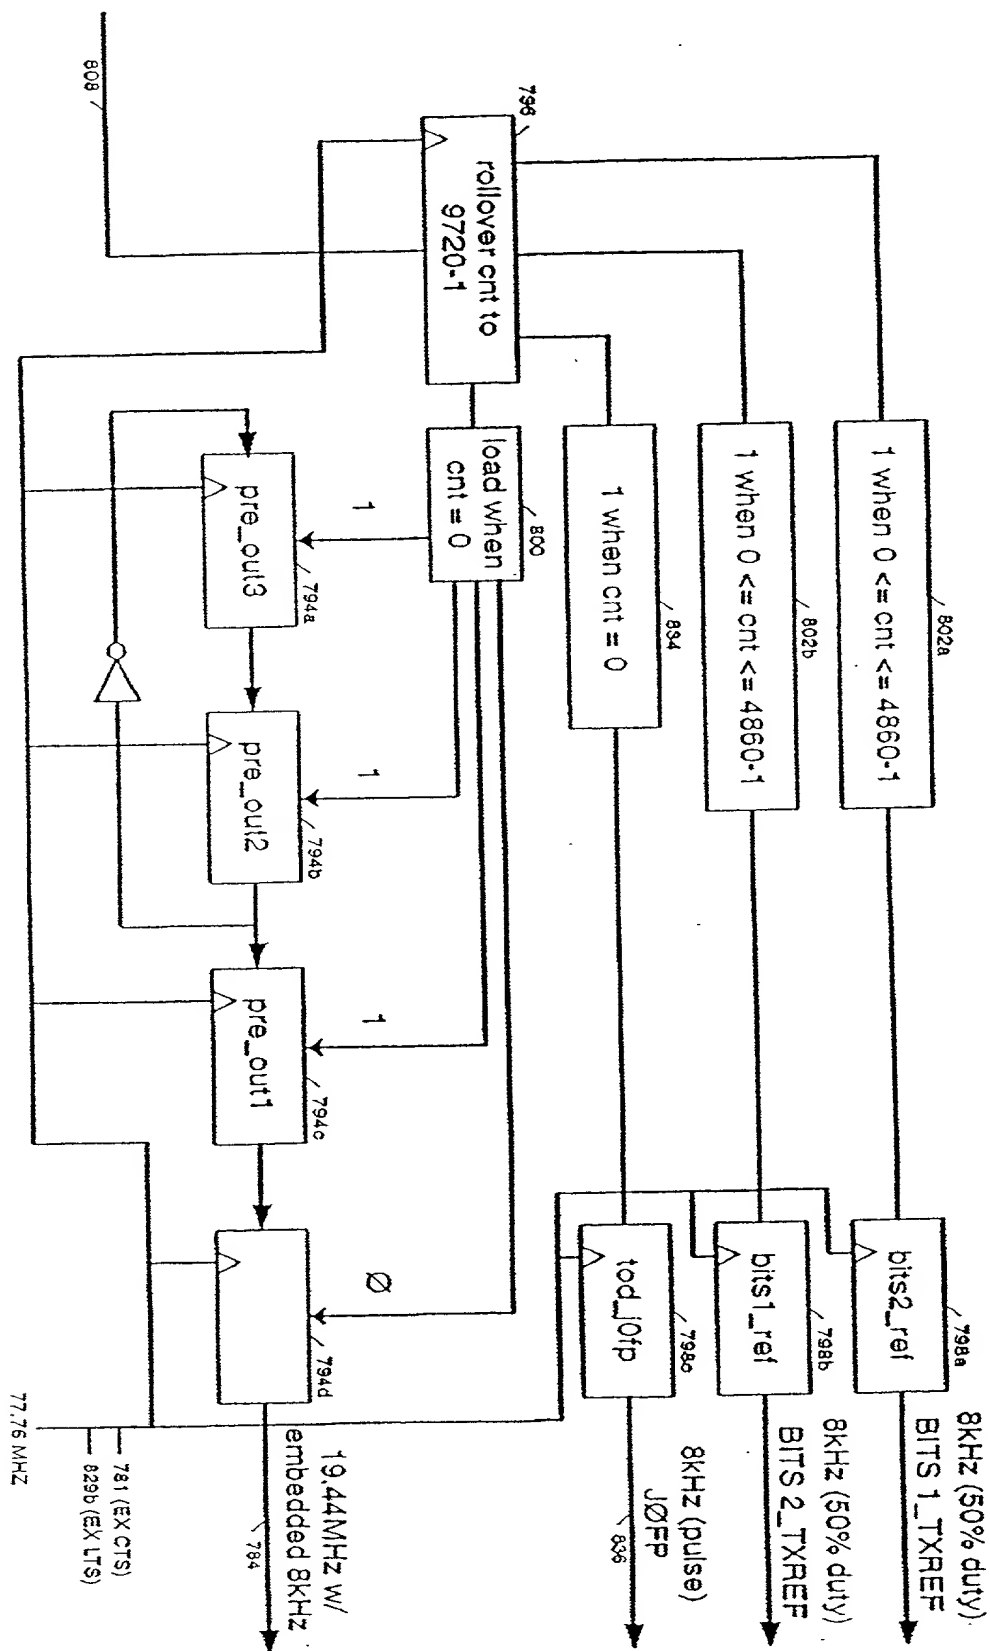 802a
1 when 0 <= cnt <= 4860-1
798a
bits2_ref
8kHz (50% duty)
BITS 1_TXREF
802b
1 when 0 <= cnt <= 4860-1
798b
bits1_ref
8kHz (50% duty)
BITS 2_TXREF
834
1 when cnt = 0
798c
tod_j0fp
8kHz (pulse)
JØFP
836
796
rollover cnt to
9720-1
800
load when
cnt = 0
808
1
1
1
Ø
794a
pre_out3
794b
pre_out2
794c
pre_out1
794d
19.44MHz w/
embedded 8kHz
784
781 (EX CTS)
829b (EX LTS)
77.76 MHZ